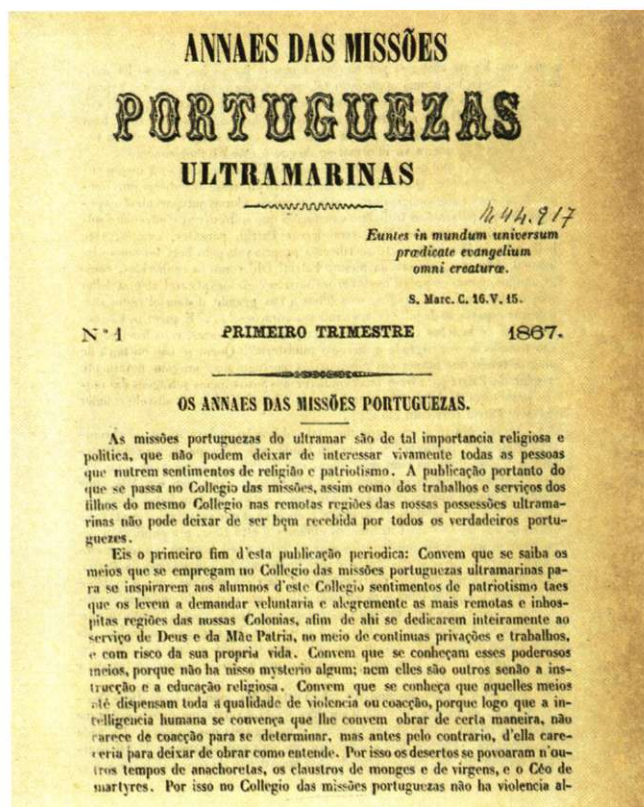 ANNAES DAS MISSÕES
PORTUGUEZAS
ULTRAMARINAS
44.917
Euntes in mundum universum
prædicate evangelium
omni creaturæ.
S. Marc. C. 16. V. 15.
N.º 1 PRIMEIRO TRIMESTRE 1867.
OS ANNAES DAS MISSÕES PORTUGUEZAS.
As missões portuguezas do ultramar são de tal importancia religiosa e
politica, que não podem deixar de interessar vivamente todas as pessoas
que nutrem sentimentos de religião e patriotismo. A publicação portanto do
que se passa no Collegio das missões, assim como dos trabalhos e serviços dos
filhos do mesmo Collegio nas remotas regiões das nossas possessões ultrama-
rinas não pode deixar de ser bem recebida por todos os verdadeiros portu-
guezes.
Eis o primeiro fim d'esta publicação periodica: Convem que se saiba os
meios que se empregam no Collegio das missões portuguezas ultramarinas pa-
ra se inspirarem aos alumnos d'este Collegio sentimentos de patriotismo taes
que os levem a demandar voluntaria e alegremente as mais remotas e inhos-
pitas regiões das nossas Colonias, afim de ahi se dedicarem inteiramente ao
serviço de Deus e da Mãe Patria, no meio de continuas privações e trabalhos,
e com risco da sua propria vida. Convem que se conheçam esses poderosos
meios, porque não ha nisso mysterio algum; nem elles são outros senão a ins-
trucção e a educação religiosa. Convem que se conheça que aquelles meios
até dispensam toda a qualidade de violencia ou coacção, porque logo que a in-
telligencia humana se convença que lhe convem obrar de certa maneira, não
carece de coacção para se determinar, mas antes pelo contrario, d'ella care-
ceria para deixar de obrar como entende. Por isso os desertos se povoaram n'ou-
tros tempos de anachoretas, os claustros de monges e de virgens, e o Céo de
martyres. Por isso no Collegio das missões portuguezas não ha violencia al-